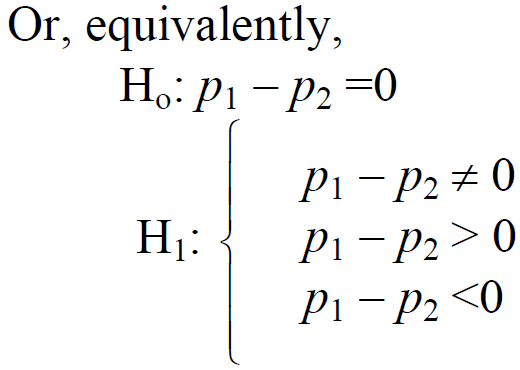 Or, equivalently,
Hₒ: p₁ – p₂ =0
p₁ – p₂ ≠ 0
H₁: p₁ – p₂ > 0
p₁ – p₂ <0